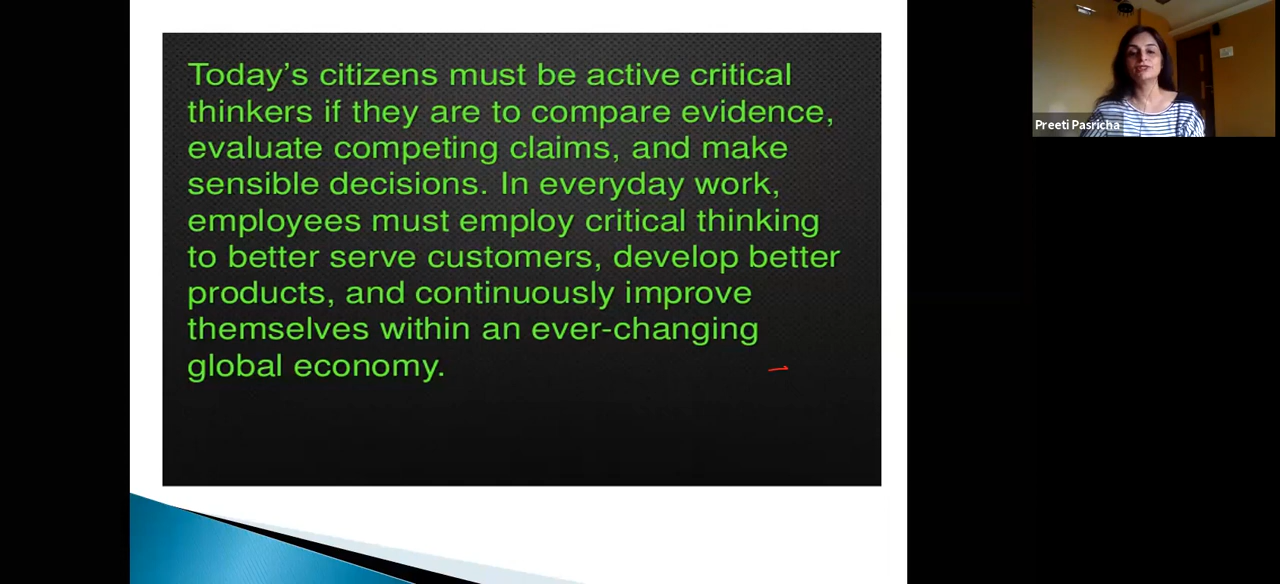 Today’s citizens must be active critical
thinkers if they are to compare evidence,
evaluate competing claims, and make
sensible decisions. In everyday work,
employees must employ critical thinking
to better serve customers, develop better
products, and continuously improve
themselves within an ever-changing
global economy.
Preeti Pasricha